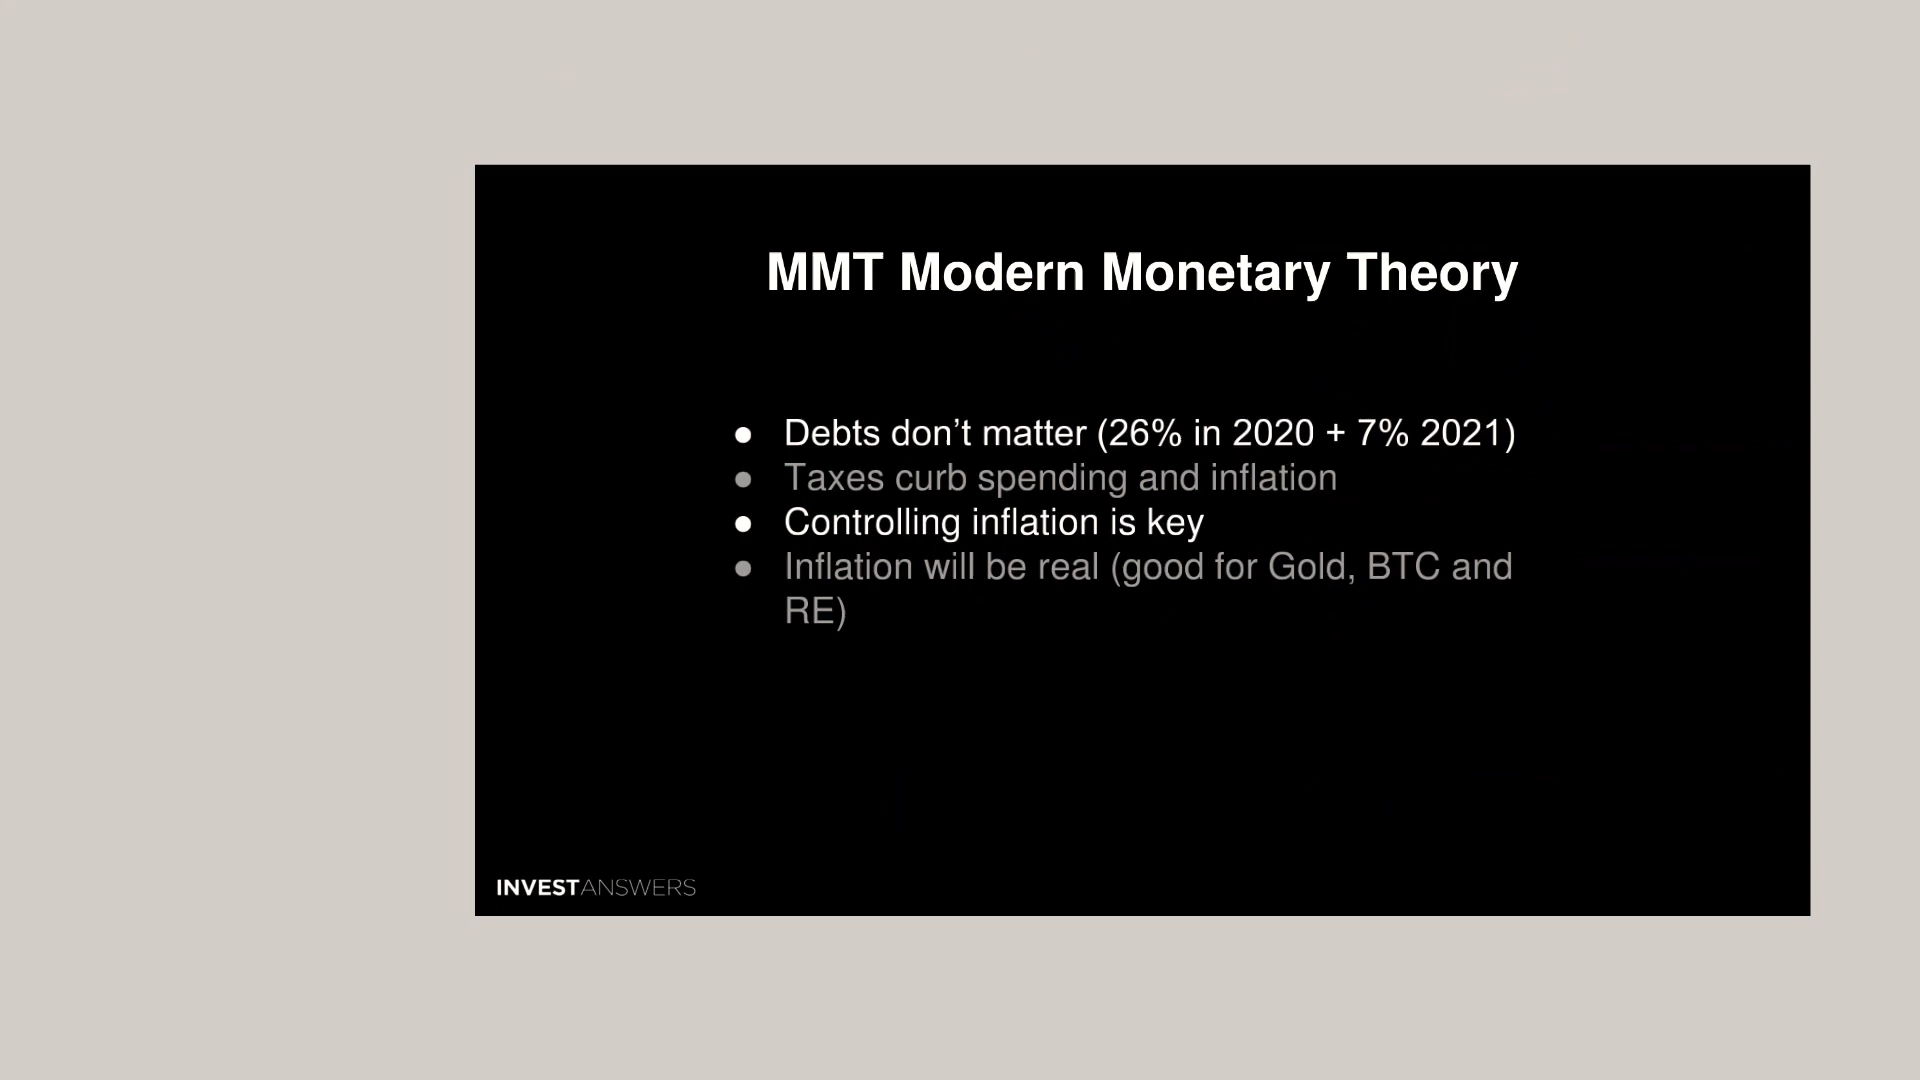 MMT Modern Monetary Theory
● Debts don’t matter (26% in 2020 + 7% 2021)
● Taxes curb spending and inflation
● Controlling inflation is key
● Inflation will be real (good for Gold, BTC and
RE)
INVESTANSWERS